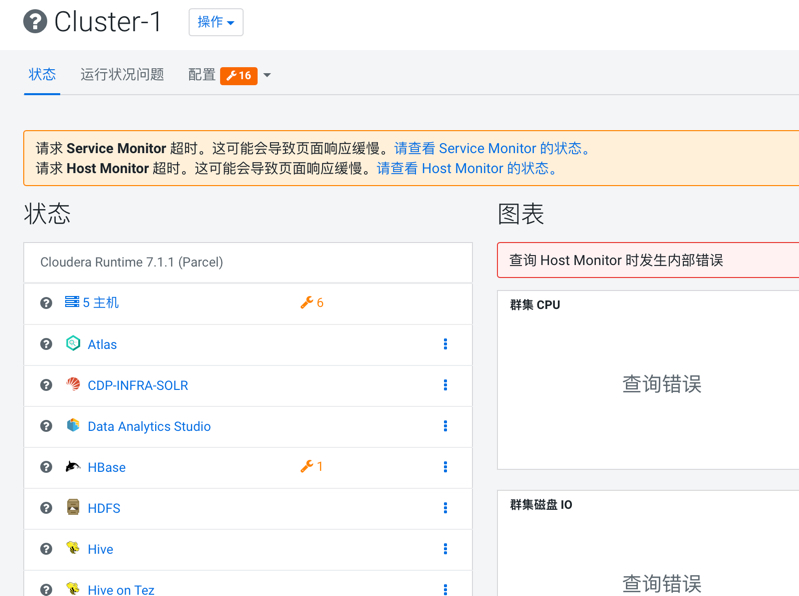 Cluster-1
操作
状态
运行状况问题
配置
16
请求 Service Monitor 超时。这可能会导致页面响应缓慢。请查看 Service Monitor 的状态。
请求 Host Monitor 超时。这可能会导致页面响应缓慢。请查看 Host Monitor 的状态。
状态
Cloudera Runtime 7.1.1 (Parcel)
5 主机
6
Atlas
CDP-INFRA-SOLR
Data Analytics Studio
HBase
1
HDFS
Hive
Hive on Tez
图表
查询 Host Monitor 时发生内部错误
群集 CPU
查询错误
群集磁盘 IO
查询错误